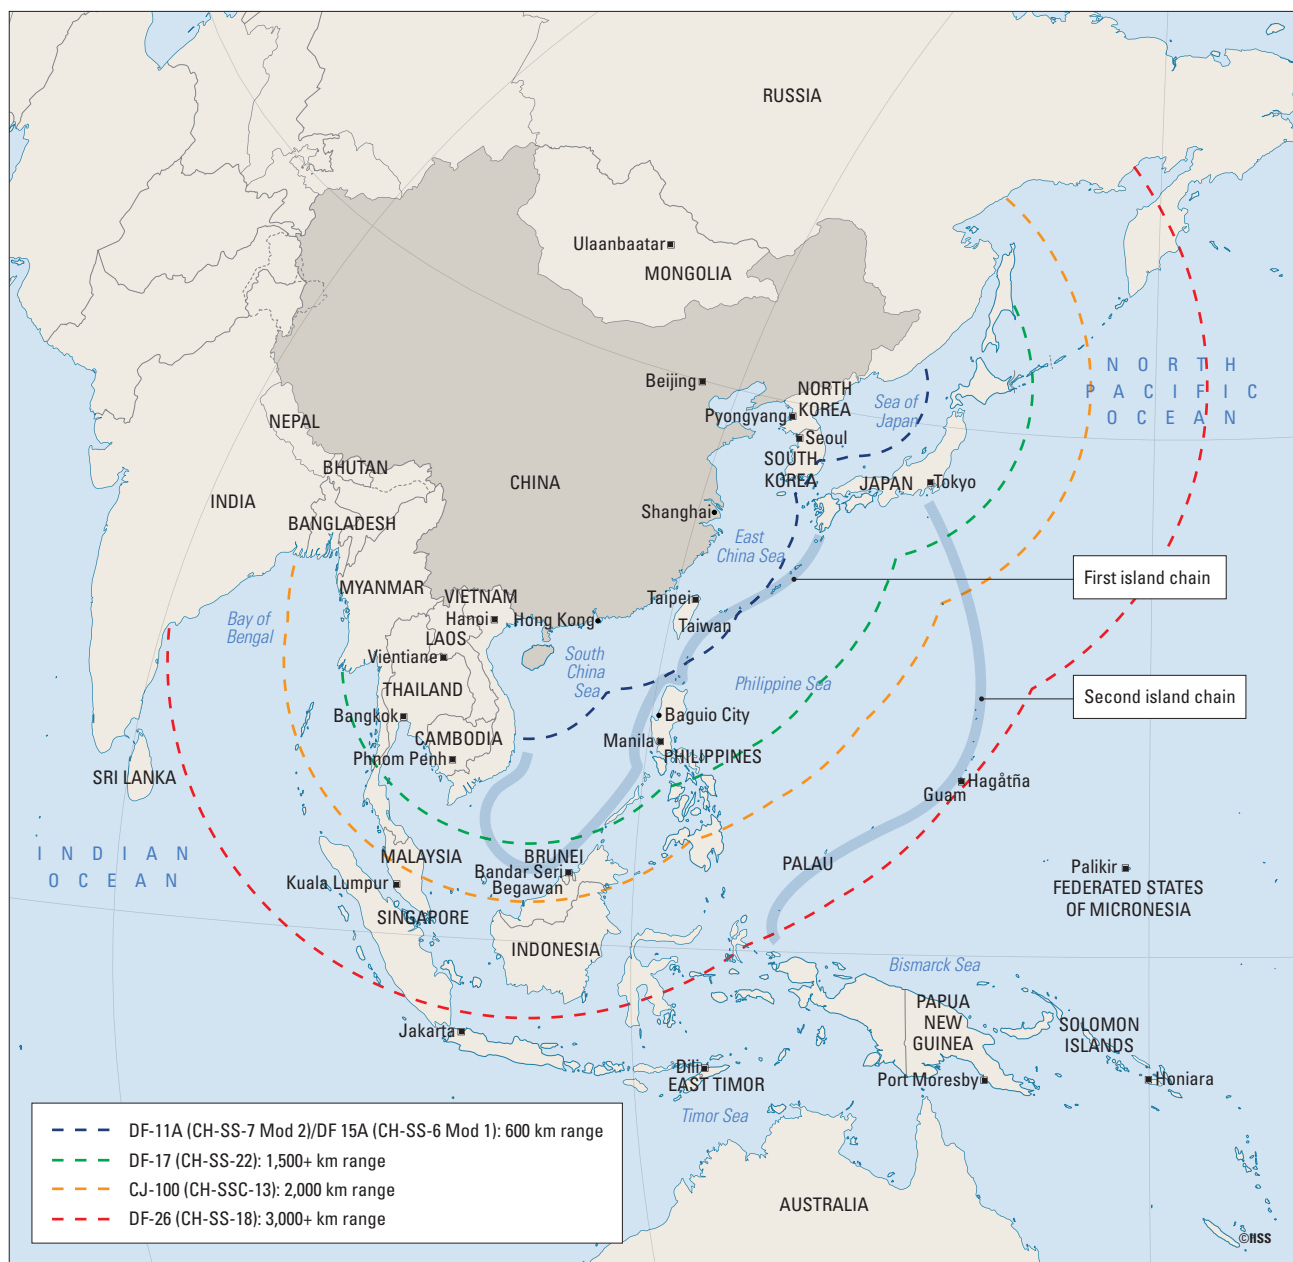 RUSSIA
Ulaanbaatar
MONGOLIA
NORTH
PACIFIC
OCEAN
Beijing
NORTH
KOREA
Sea of
Japan
Pyongyang
Seoul
NEPAL
SOUTH
KOREA
BHUTAN
CHINA
JAPAN
Tokyo
INDIA
Shanghai
BANGLADESH
East
China Sea
First island chain
MYANMAR
VIETNAM
Taipei
Bay of
Bengal
Hanoi
Hong Kong
Taiwan
LAOS
Vientiane
South
China
Sea
THAILAND
Philippine Sea
Second island chain
Bangkok
Baguio City
CAMBODIA
Manila
PHILIPPINES
Phnom Penh
SRI LANKA
Hagåtña
Guam
INDIAN
OCEAN
MALAYSIA
BRUNEI
Bandar Seri
Begawan
PALAU
Palikir
Kuala Lumpur
FEDERATED STATES
OF MICRONESIA
SINGAPORE
INDONESIA
Bismarck Sea
PAPUA
NEW
GUINEA
SOLOMON
ISLANDS
Jakarta
Dili
EAST TIMOR
Port Moresby
Honiara
Timor Sea
DF-11A (CH-SS-7 Mod 2)/DF 15A (CH-SS-6 Mod 1): 600 km range
DF-17 (CH-SS-22): 1,500+ km range
CJ-100 (CH-SSC-13): 2,000 km range
DF-26 (CH-SS-18): 3,000+ km range
AUSTRALIA
©IISS